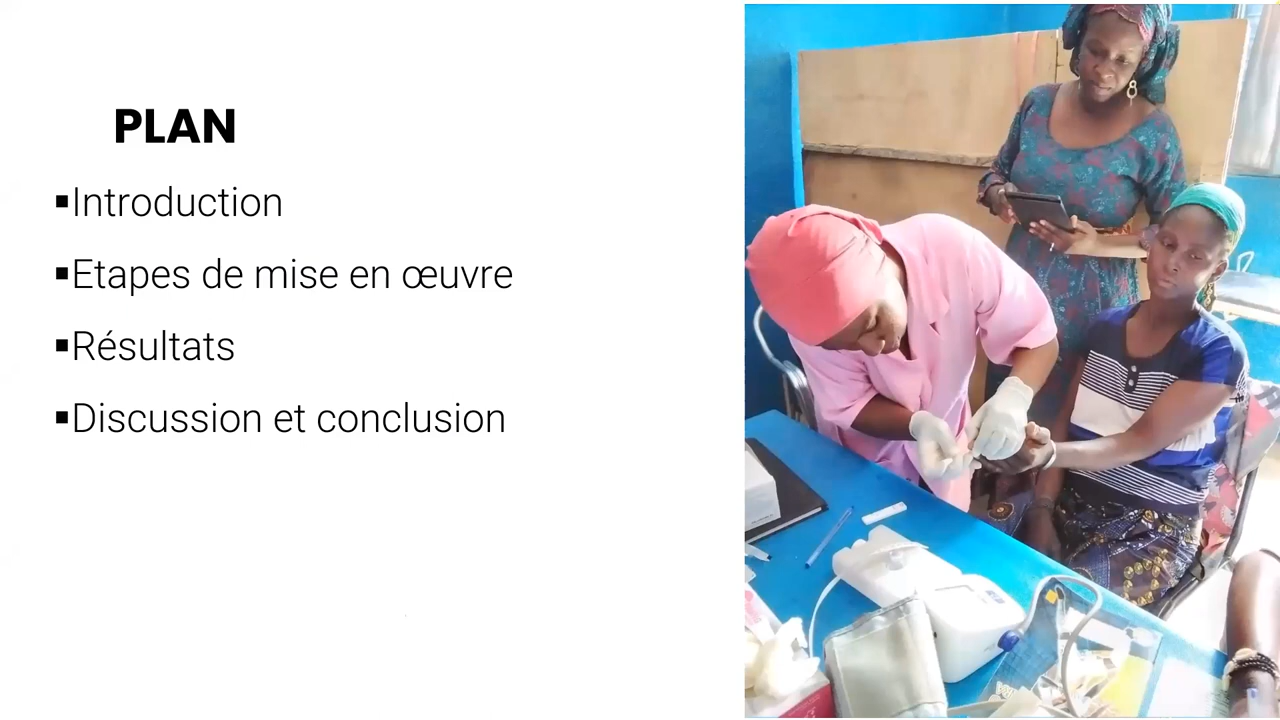 PLAN
▪Introduction
▪Etapes de mise en œuvre
▪Résultats
▪Discussion et conclusion